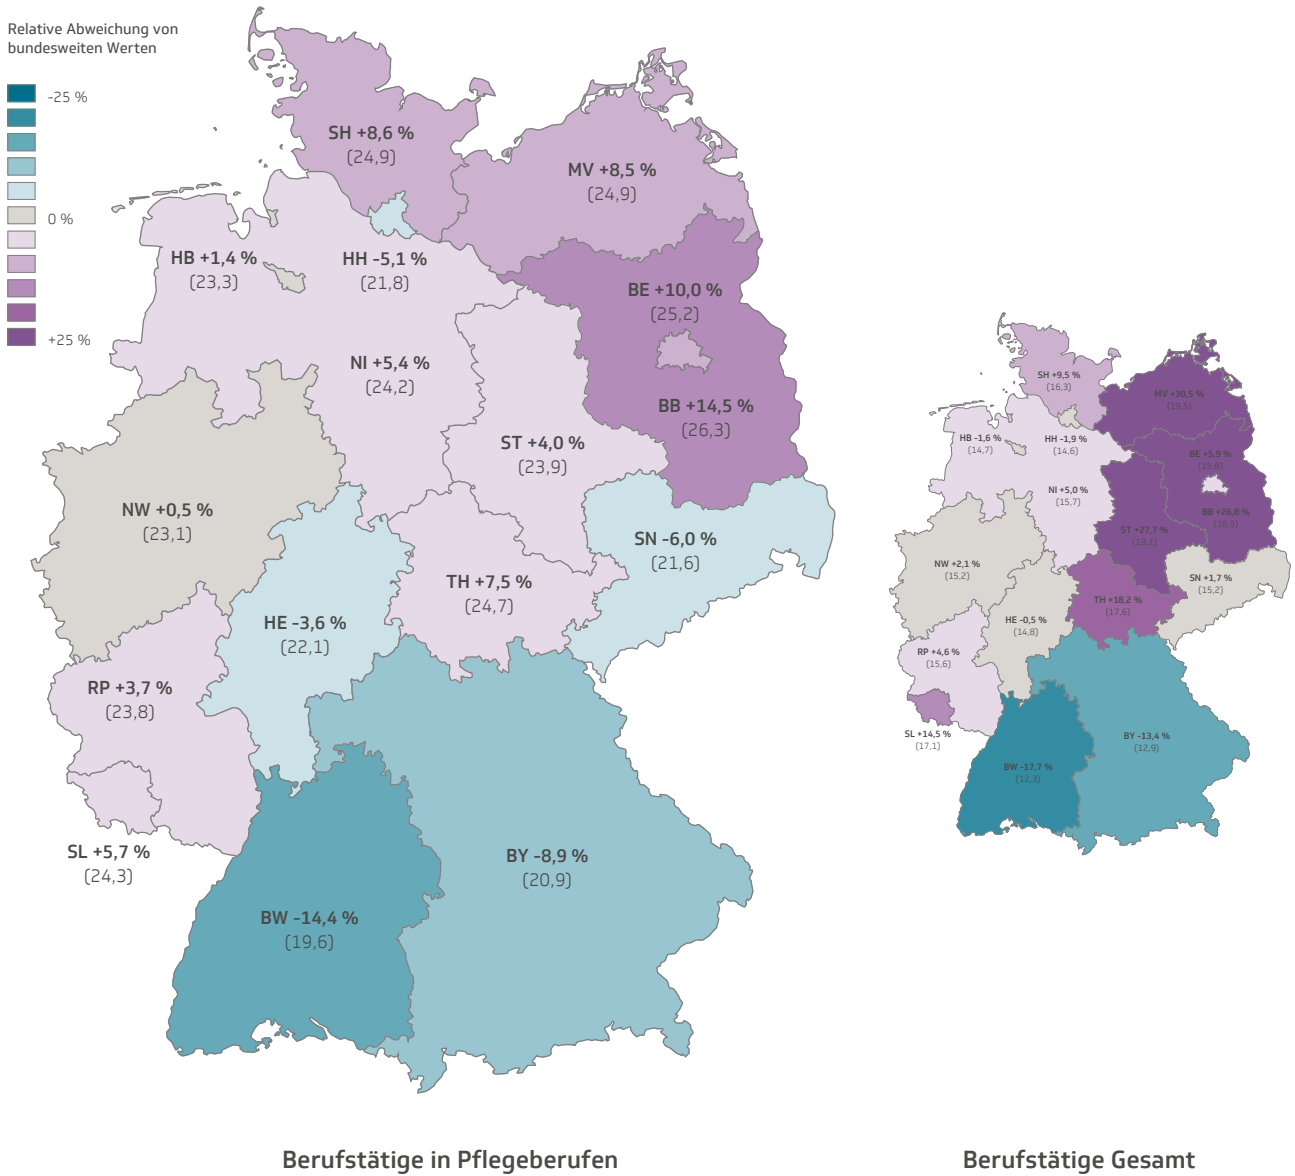 Relative Abweichung von
bundesweiten Werten
-25 %
0 %
+25 %
SH +8,6 %
(24,9)
MV +8,5 %
(24,9)
HB +1,4 %
(23,3)
HH -5,1 %
(21,8)
BE +10,0 %
(25,2)
NI +5,4 %
(24,2)
BB +14,5 %
(26,3)
ST +4,0 %
(23,9)
NW +0,5 %
(23,1)
SN -6,0 %
(21,6)
TH +7,5 %
(24,7)
HE -3,6 %
(22,1)
RP +3,7 %
(23,8)
SL +5,7 %
(24,3)
BY -8,9 %
(20,9)
BW -14,4 %
(19,6)
Berufstätige in Pflegeberufen
SH +9,5 %
(16,3)
MV +30,5 %
(19,5)
HB -1,6 %
(14,7)
HH -1,9 %
(14,6)
BE +5,9 %
(15,8)
NI +5,0 %
(15,7)
BB +26,8 %
(18,9)
ST +27,7 %
(19,1)
NW +2,1 %
(15,2)
SN +1,7 %
(15,2)
TH +18,2 %
(17,6)
HE -0,5 %
(14,8)
RP +4,6 %
(15,6)
SL +14,5 %
(17,1)
BY -13,4 %
(12,9)
BW -17,7 %
(12,3)
Berufstätige Gesamt